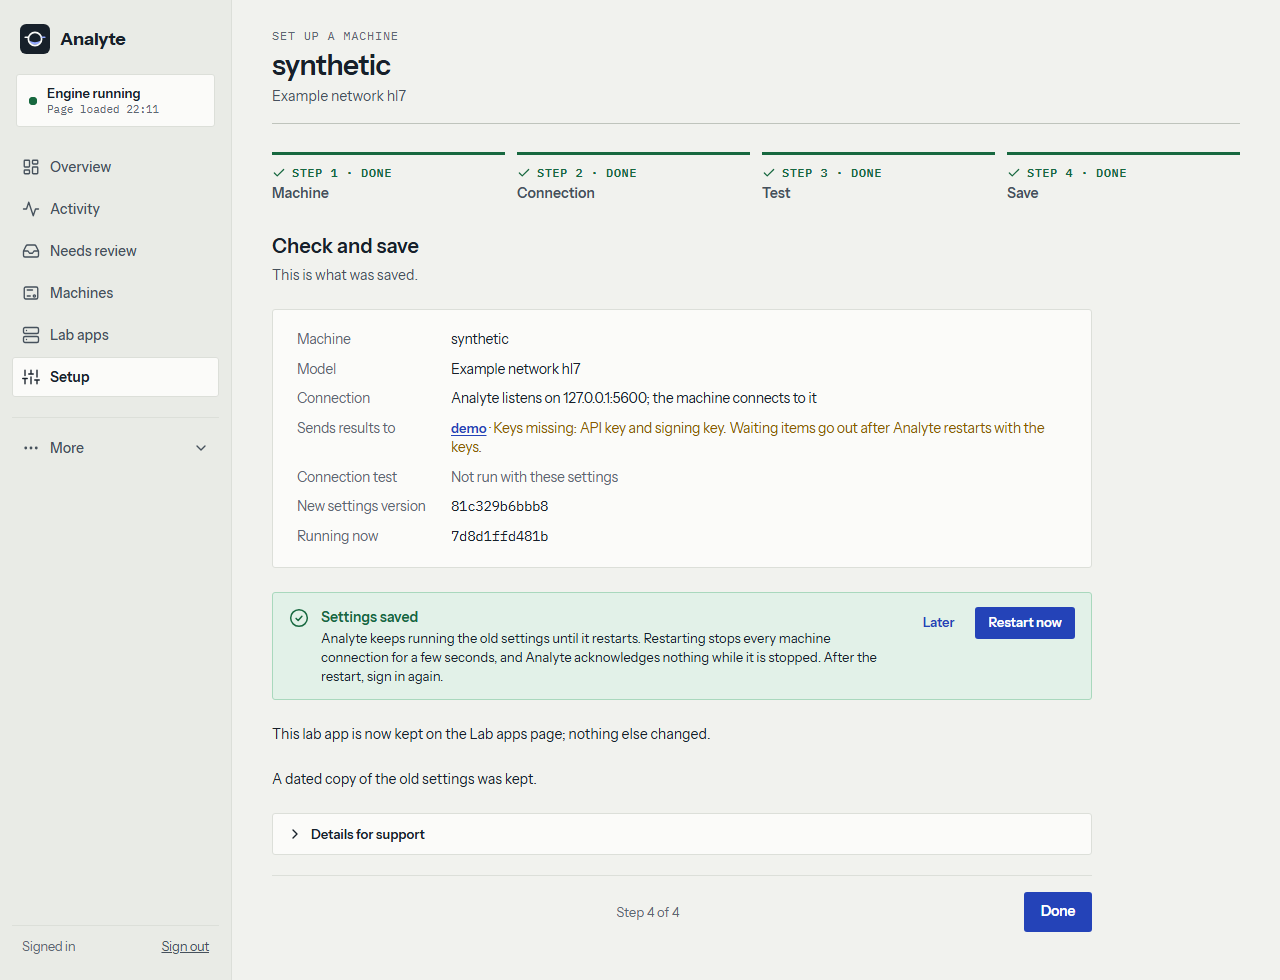 Analyte
Engine running
Page loaded 22:11
Overview
Activity
Needs review
Machines
Lab apps
Setup
More
Signed in
Sign out
SET UP A MACHINE
synthetic
Example network hl7
STEP 1 · DONE
Machine
STEP 2 · DONE
Connection
STEP 3 · DONE
Test
STEP 4 · DONE
Save
Check and save
This is what was saved.
Machine synthetic
Model Example network hl7
Connection Analyte listens on 127.0.0.1:5600; the machine connects to it
Sends results to demo · Keys missing: API key and signing key. Waiting items go out after Analyte restarts with the
keys.
Connection test Not run with these settings
New settings version 81c329b6bbb8
Running now 7d8d1ffd481b
Settings saved
Analyte keeps running the old settings until it restarts. Restarting stops every machine
connection for a few seconds, and Analyte acknowledges nothing while it is stopped. After the
restart, sign in again.
Later
Restart now
This lab app is now kept on the Lab apps page; nothing else changed.
A dated copy of the old settings was kept.
Details for support
Step 4 of 4
Done